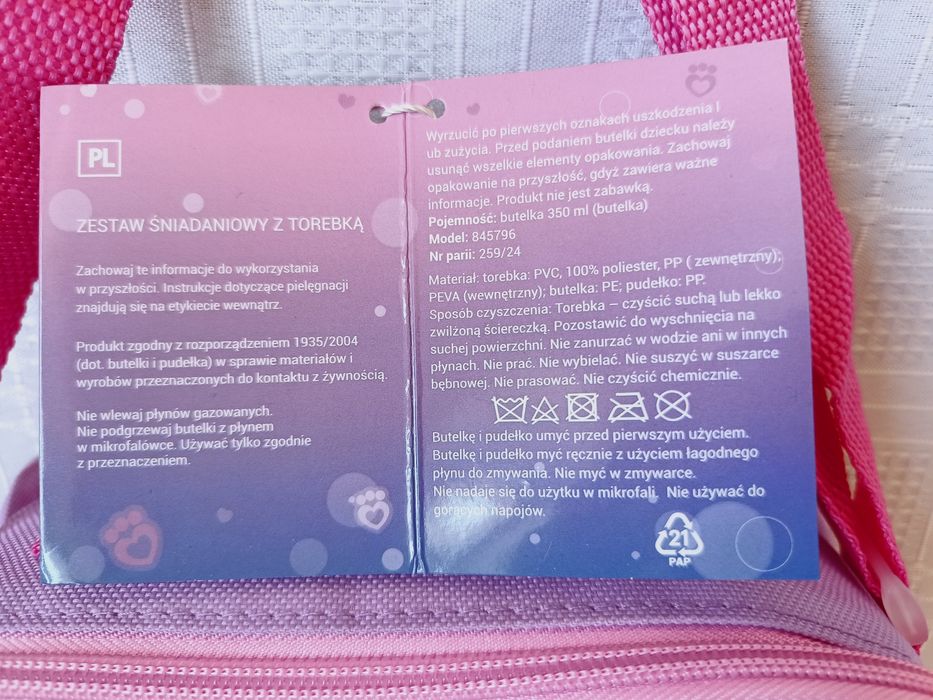 PL
ZESTAW ŚNIADANIOWY Z TOREBKĄ
Zachowaj te informacje do wykorzystania
w przyszłości. Instrukcje dotyczące pielęgnacji
znajdują się na etykiecie wewnątrz.
Produkt zgodny z rozporządzeniem 1935/2004
(dot. butelki i pudełka) w sprawie materiałów i
wyrobów przeznaczonych do kontaktu z żywnością.
Nie wlewaj płynów gazowanych.
Nie podgrzewaj butelki z płynem
w mikrofalówce. Używać tylko zgodnie
z przeznaczeniem.
Wyrzucić po pierwszych oznakach uszkodzenia l
ub zużycia. Przed podaniem butelki dziecku należy
usunąć wszelkie elementy opakowania. Zachowaj
opakowanie na przyszłość, gdyż zawiera ważne
informacje. Produkt nie jest zabawką.
Pojemność: butelka 350 ml (butelka)
Model: 845796
Nr parii: 259/24
Materiał: torebka: PVC, 100% poliester, PP ( zewnętrzny);
PEVA (wewnętrzny); butelka: PE; pudełko: PP.
Sposób czyszczenia: Torebka – czyścić suchą lub lekko
zwilżoną ściereczką. Pozostawić do wyschnięcia na
suchej powierzchni. Nie zanurzać w wodzie ani w innych
płynach. Nie prać. Nie wybielać. Nie suszyć w suszarce
bębnowej. Nie prasować. Nie czyścić chemicznie.
Butelkę i pudełko umyć przed pierwszym użyciem.
Butelkę i pudełko myć ręcznie z użyciem łagodnego
płynu do zmywania. Nie myć w zmywarce.
Nie nadaje się do użytku w mikrofali. Nie używać do
gorących napojów.
21
PAP